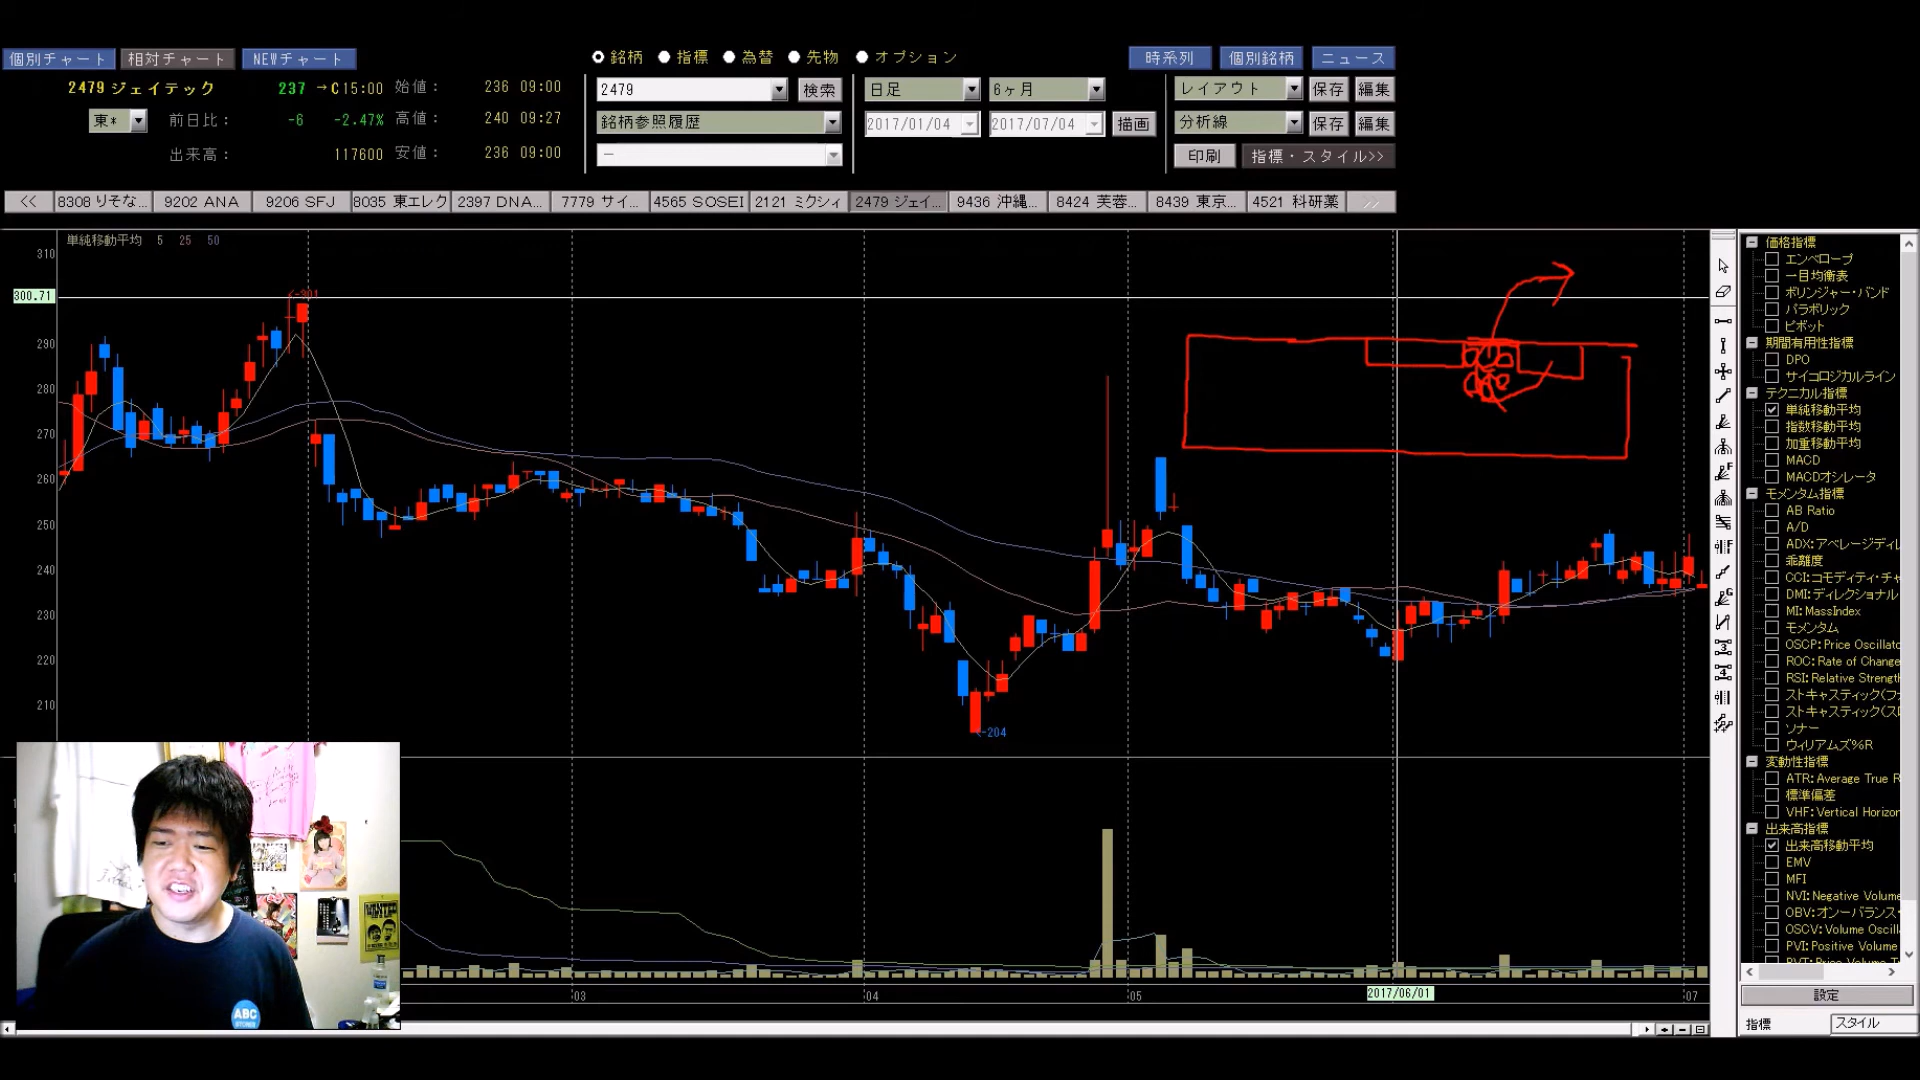 個別チャート 相対チャート NEWチャート
銘柄 指標 為替 先物 オプション
時系列 個別銘柄 ニュース
2479 ジェイテック 237 →C15:00 始値： 236 09:00
東* 前日比： -6 -2.47% 高値： 240 09:27
出来高： 117600 安値： 236 09:00
2479 検索
銘柄参照履歴
—
日足 6ヶ月
2017/01/04 2017/07/04 描画
レイアウト 保存 編集
分析線 保存 編集
印刷 指標・スタイル>>
<< 8308 りそな... 9202 ANA 9206 SFJ 8035 東エレク 2397 DNA... 7779 サイ... 4565 SOSEI 2121 ミクシィ 2479 ジェイ... 9436 沖縄... 8424 芙蓉... 8439 東京... 4521 科研薬 >>
単純移動平均 5 25 50
310
300.71
290
280
270
260
250
240
230
220
210
301
204
03
04
05
2017/06/01
07
ABC
価格指標
エンベロープ
一目均衡表
ボリンジャー・バンド
パラボリック
ピボット
期間有用性指標
DPO
サイコロジカルライン
テクニカル指標
単純移動平均
指数移動平均
加重移動平均
MACD
MACDオシレータ
モメンタム指標
AB Ratio
A/D
ADX:アベレージディレ
乖離度
CCI:コモディティ・チャ
DMI:ディレクショナル
MI:MassIndex
モメンタム
OSCP:Price Oscillato
ROC:Rate of Change
RSI:Relative Strengt
ストキャスティック(ファ
ストキャスティック(スロ
ソナー
ウィリアムズ%R
変動性指標
ATR:Average True R
標準偏差
VHF:Vertical Horizor
出来高指標
出来高移動平均
EMV
MFI
NVI:Negative Volume
OBV:オンーバランス・
OSCV:Volume Oscill
PVI:Positive Volume
PVT:Price Volume T
設定
指標 スタイル